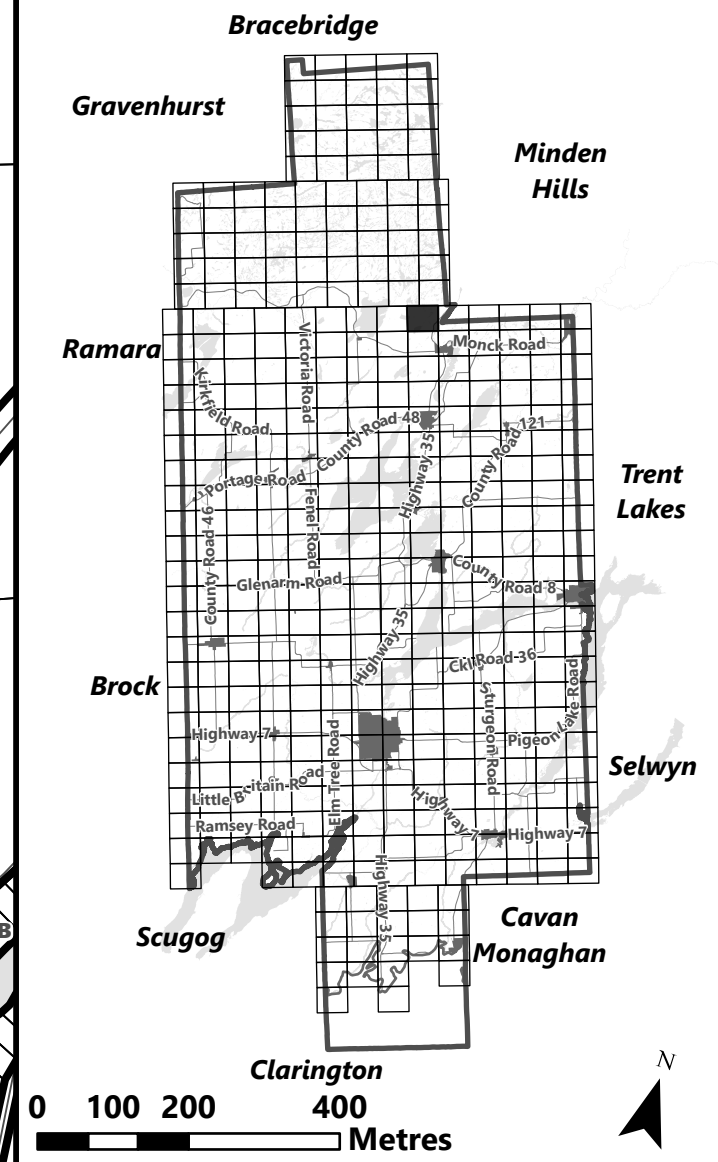 Bracebridge
Gravenhurst
Minden
Hills
Ramara
Monck Road
Victoria Road
Kirkfield Road
County Road 48
County Road 121
Highway 35
Portage Road
Trent
Lakes
Fenel Road
County Road 46
Glenarm Road
County Road 8
Highway 35
Ckl Road 36
Brock
Sturgeon Road
Pigeon Lake Road
Highway 7
Elm Tree Road
Selwyn
Little Britain Road
Ramsey Road
Highway 7
Highway 7
Highway 35
B
Scugog
Cavan
Monaghan
Clarington
N
0 100 200 400
Metres